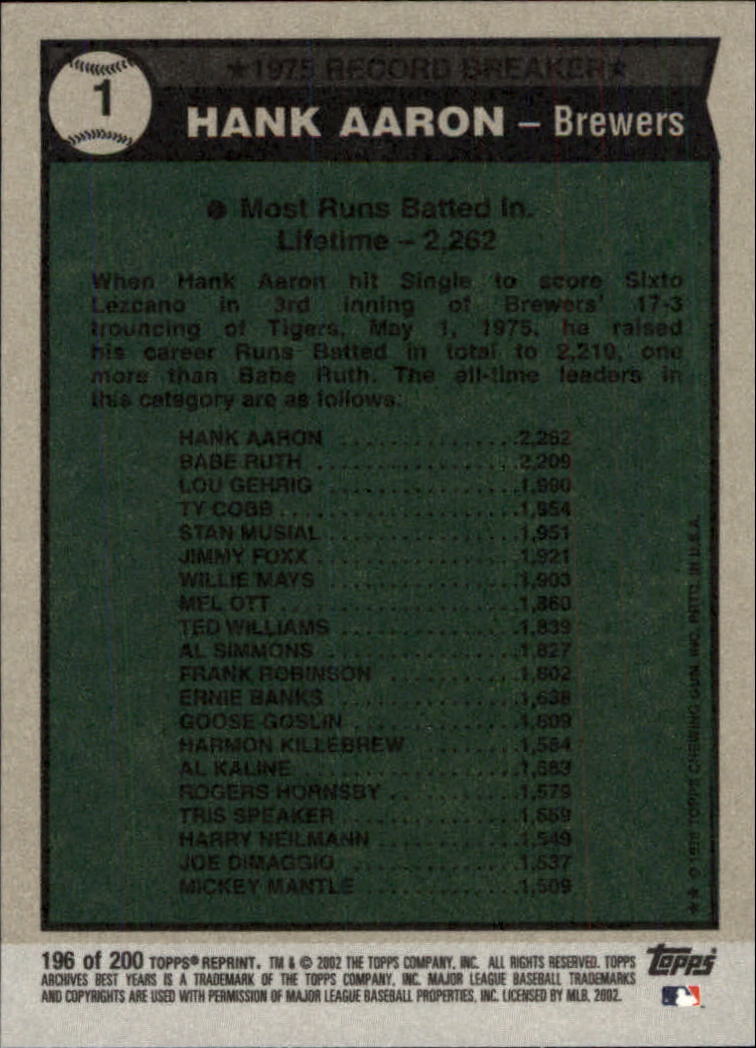 1
★1975 RECORD BREAKER★
HANK AARON – Brewers
● Most Runs Batted In.
Lifetime – 2,262
When Hank Aaron hit Single to score Sixto
Lezcano in 3rd inning of Brewers' 17-3
trouncing of Tigers, May 1, 1975, he raised
his career Runs Batted in total to 2,210, one
more than Babe Ruth. The all-time leaders in
this category are as follows:
HANK AARON ...............2,262
BABE RUTH .................2,209
LOU GEHRIG ................1,990
TY COBB.....................1,954
STAN MUSIAL................1,951
JIMMY FOXX .................1,921
WILLIE MAYS ................1,903
MEL OTT .....................1,860
TED WILLIAMS ...............1,839
AL SIMMONS .................1,827
FRANK ROBINSON ...........1,802
ERNIE BANKS ................1,636
GOOSE GOSLIN ..............1,609
HARMON KILLEBREW ........1,584
AL KALINE ...................1,583
ROGERS HORNSBY ..........1,579
TRIS SPEAKER ...............1,559
HARRY HEILMANN ...........1,549
JOE DIMAGGIO ...............1,537
MICKEY MANTLE .............1,509
★★ © 1976 TOPPS CHEWING GUM, INC. PRTD. IN U.S.A.
196 of 200 TOPPS® REPRINT. TM & © 2002 THE TOPPS COMPANY, INC. ALL RIGHTS RESERVED. TOPPS
ARCHIVES BEST YEARS IS A TRADEMARK OF THE TOPPS COMPANY, INC. MAJOR LEAGUE BASEBALL TRADEMARKS
AND COPYRIGHTS ARE USED WITH PERMISSION OF MAJOR LEAGUE BASEBALL PROPERTIES, INC. LICENSED BY MLB, 2002.
Topps